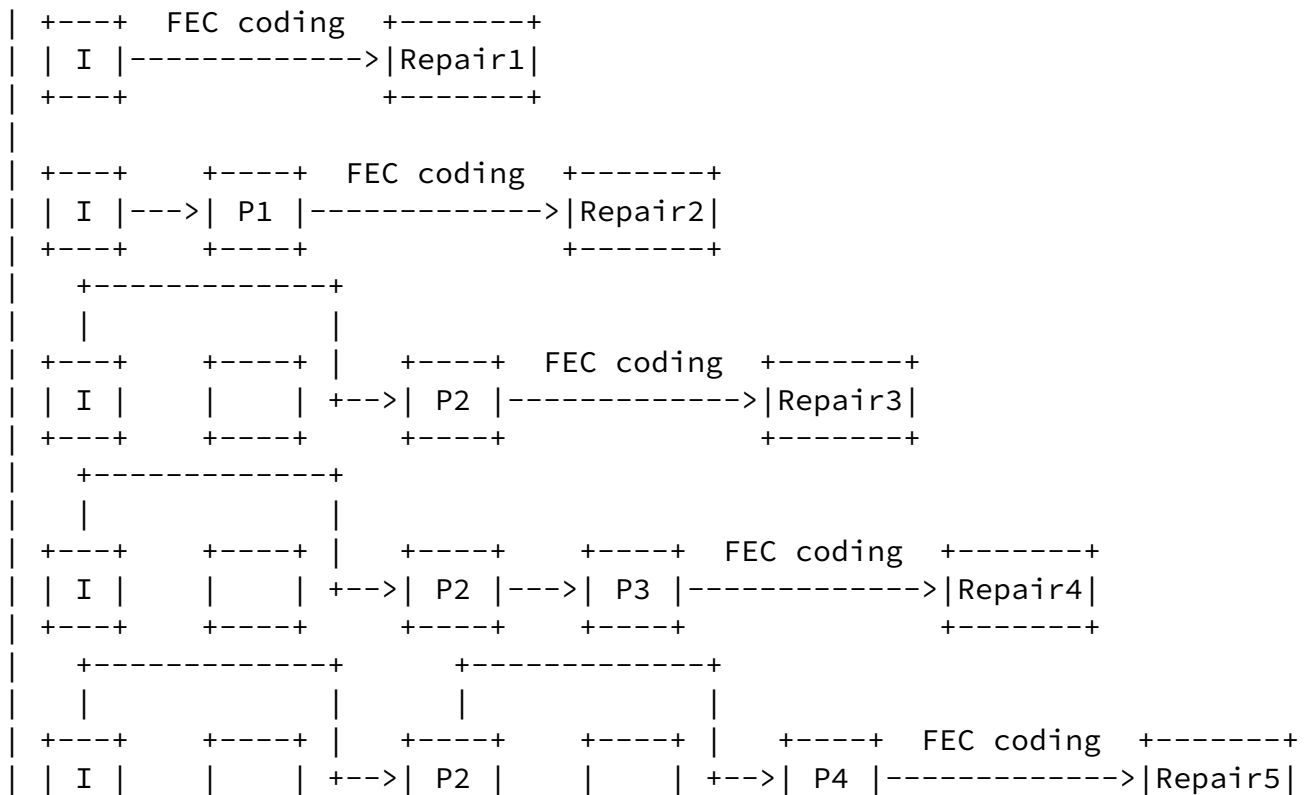 FEC coding
I Repair1
FEC coding
I P1 Repair2
FEC coding
I P2 Repair3
FEC coding
I P2 P3 Repair4
FEC coding
I P2 P4 Repair5